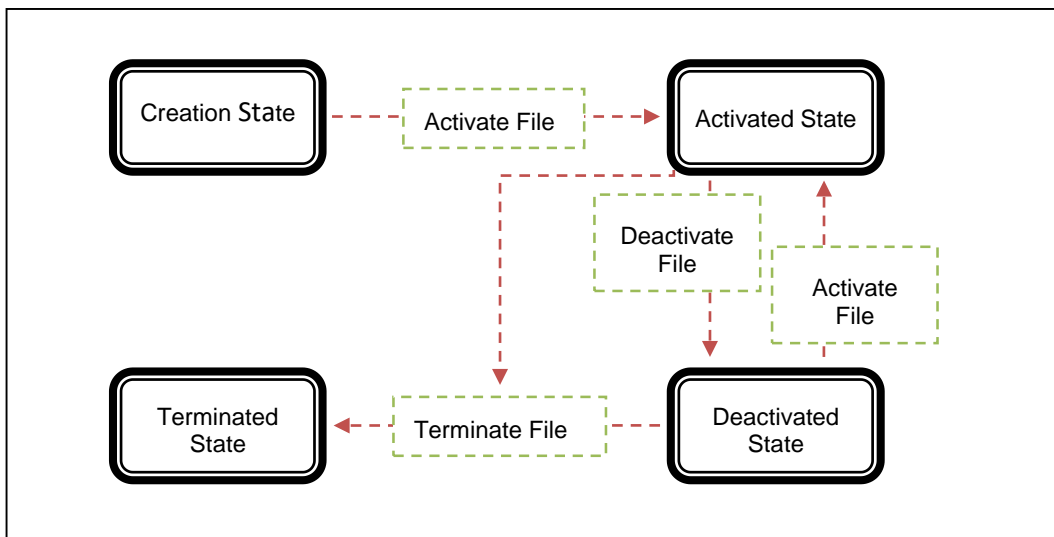 Creation State
Activate File
Activated State
Deactivate
File
Activate
File
Terminated
State
Terminate File
Deactivated
State